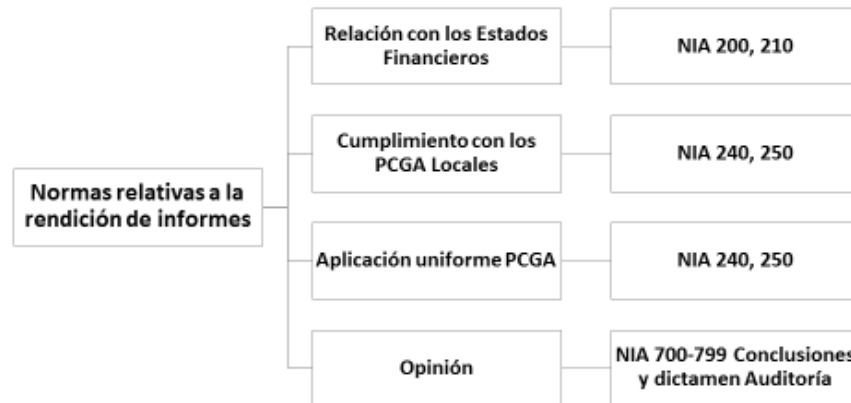 Relación con los Estados
Financieros
NIA 200, 210
Cumplimiento con los
PCGA Locales
NIA 240, 250
Normas relativas a la
rendición de informes
Aplicación uniforme PCGA
NIA 240, 250
Opinión
NIA 700-799 Conclusiones
y dictamen Auditoría